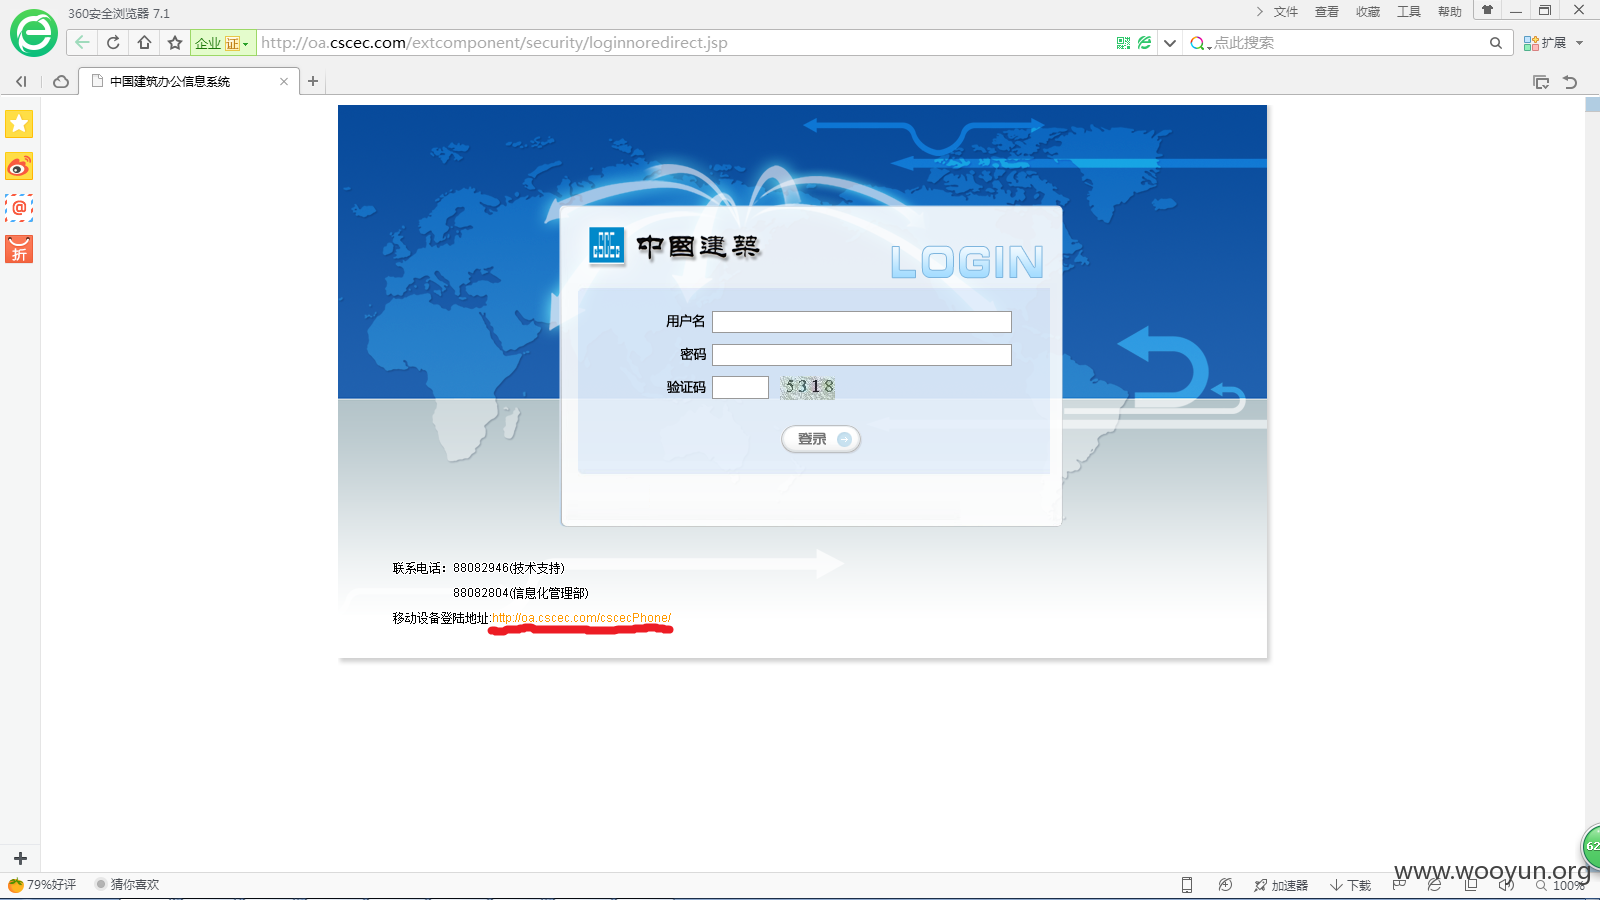 360安全浏览器 7.1
文件 查看 收藏 工具 帮助
企业 证 http://oa.cscec.com/extcomponent/security/loginnoredirect.jsp 点此搜索 扩展
中国建筑办公信息系统
折
中國建築
LOGIN
用户名
密码
验证码 5318
登录
联系电话：88082946(技术支持)
88082804(信息化管理部)
移动设备登陆地址:http://oa.cscec.com/cscecPhone/
62
www.wooyun.org
79%好评 猜你喜欢 加速器 下载 100%